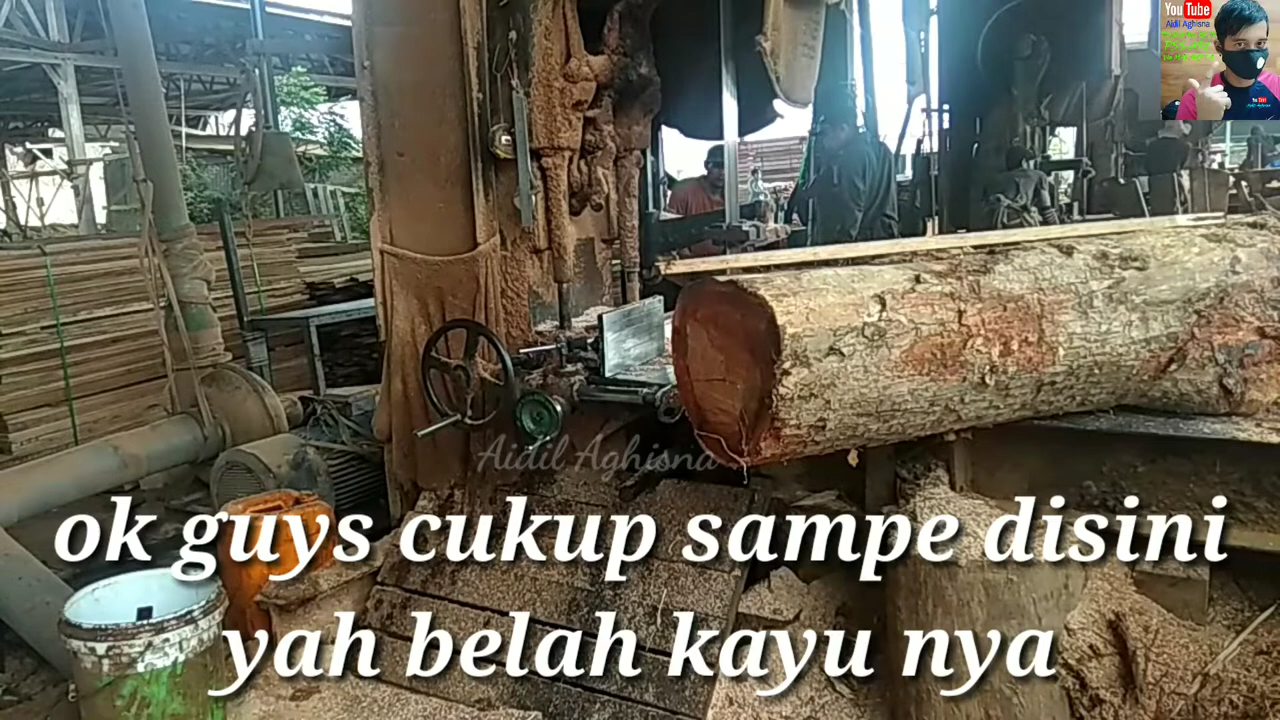 YouTube
Aidil Aghisna
Aidil Aghisna
ok guys cukup sampe disini
yah belah kayu nya